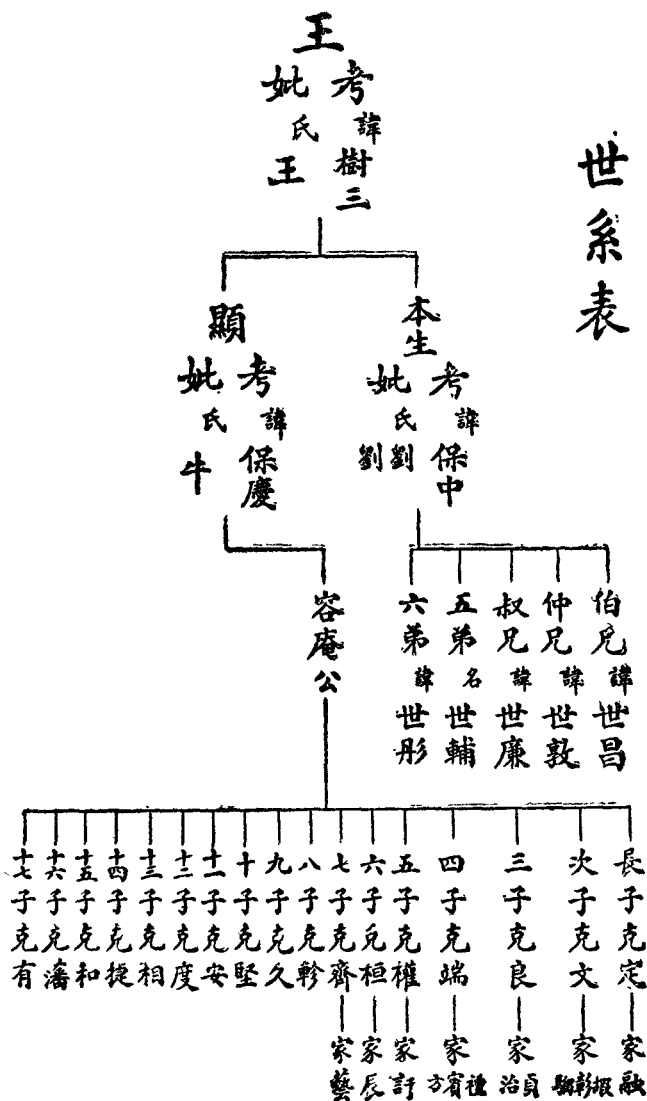 世系表
王
考諱樹三
妣氏王
本生
考諱保中
妣氏劉劉
顯
考諱保慶
妣氏牛
伯兄諱世昌
仲兄諱世敦
叔兄諱世廉
五弟名世輔
六弟諱世彤
容庵公
長子克定
家融
次子克文
家嘏彰騮
三子克良
家貞治
四子克端
家禮賓方
五子克權
家訏
六子克桓
家辰
七子克齊
家藝
八子克軫
九子克久
十子克堅
十一子克安
十二子克度
十三子克相
十四子克捷
十五子克和
十六子克藩
十七子克有